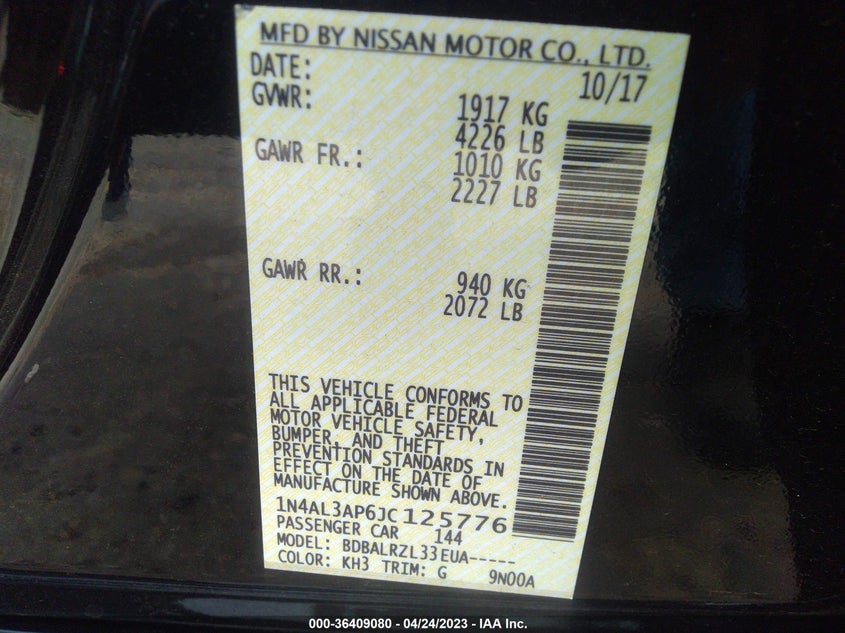 MFD BY NISSAN MOTOR CO., LTD.
DATE: 10/17
GVWR: 1917 KG
4226 LB
GAWR FR.: 1010 KG
2227 LB
GAWR RR.: 940 KG
2072 LB
THIS VEHICLE CONFORMS TO
ALL APPLICABLE FEDERAL
MOTOR VEHICLE SAFETY,
BUMPER, AND THEFT
PREVENTION STANDARDS IN
EFFECT ON THE DATE OF
MANUFACTURE SHOWN ABOVE.
1N4AL3AP6JC125776
PASSENGER CAR 144
MODEL: BDBALRZL33EUA-----
COLOR: KH3 TRIM: G 9N00A
000-36409080 - 04/24/2023 - IAA Inc.